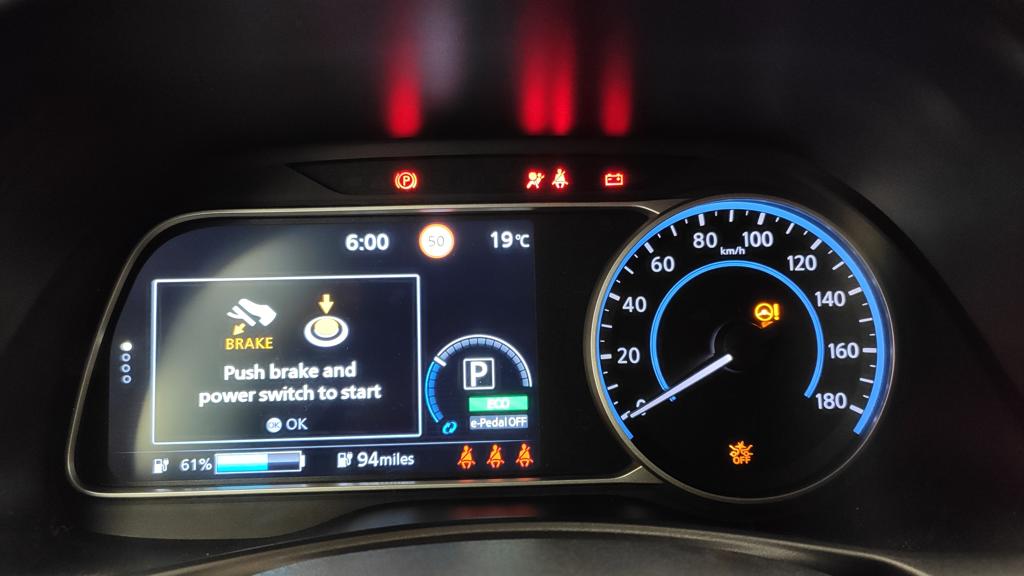 P
6:00 50 19°C
BRAKE
Push brake and
power switch to start
OK OK
P
ECO
e-Pedal OFF
61% 94miles
0 20 40 60 80 100 120 140 160 180
km/h
!
OFF